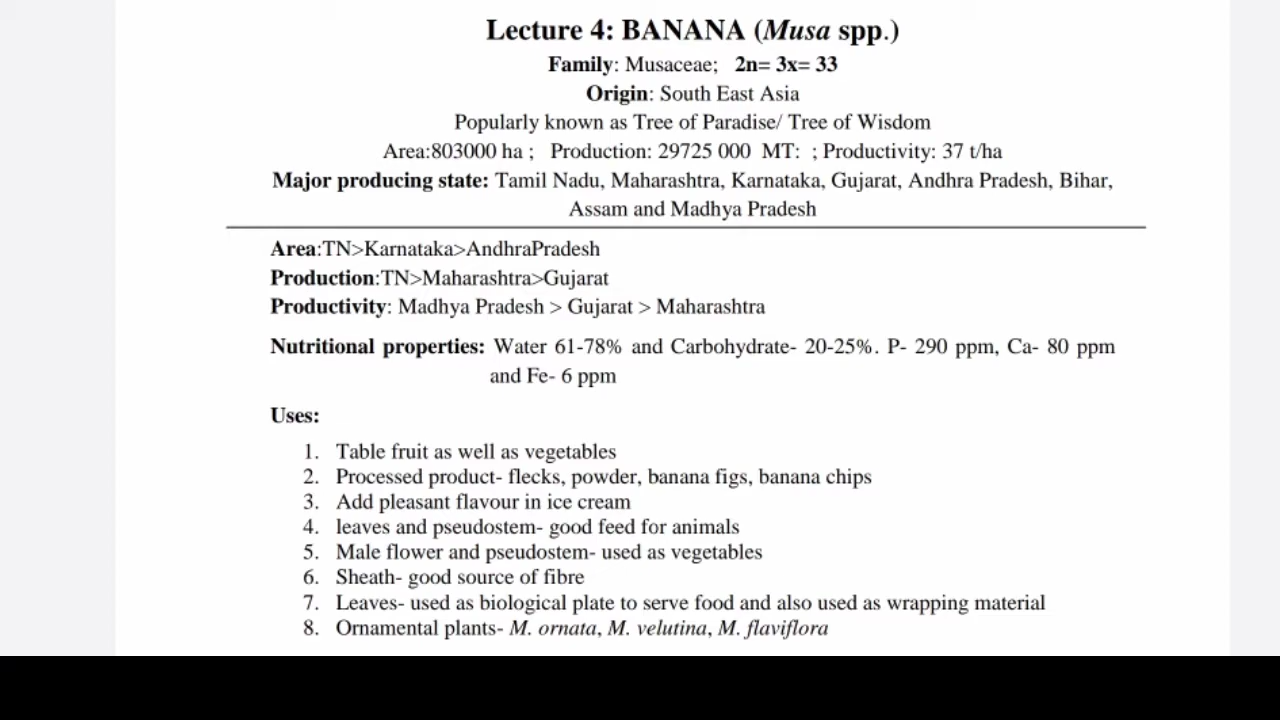 Lecture 4: BANANA (Musa spp.)
Family: Musaceae; 2n= 3x= 33
Origin: South East Asia
Popularly known as Tree of Paradise/ Tree of Wisdom
Area:803000 ha ; Production: 29725 000 MT: ; Productivity: 37 t/ha
Major producing state: Tamil Nadu, Maharashtra, Karnataka, Gujarat, Andhra Pradesh, Bihar,
Assam and Madhya Pradesh
Area:TN>Karnataka>AndhraPradesh
Production:TN>Maharashtra>Gujarat
Productivity: Madhya Pradesh > Gujarat > Maharashtra
Nutritional properties: Water 61-78% and Carbohydrate- 20-25%. P- 290 ppm, Ca- 80 ppm
and Fe- 6 ppm
Uses:
1. Table fruit as well as vegetables
2. Processed product- flecks, powder, banana figs, banana chips
3. Add pleasant flavour in ice cream
4. leaves and pseudostem- good feed for animals
5. Male flower and pseudostem- used as vegetables
6. Sheath- good source of fibre
7. Leaves- used as biological plate to serve food and also used as wrapping material
8. Ornamental plants- M. ornata, M. velutina, M. flaviflora